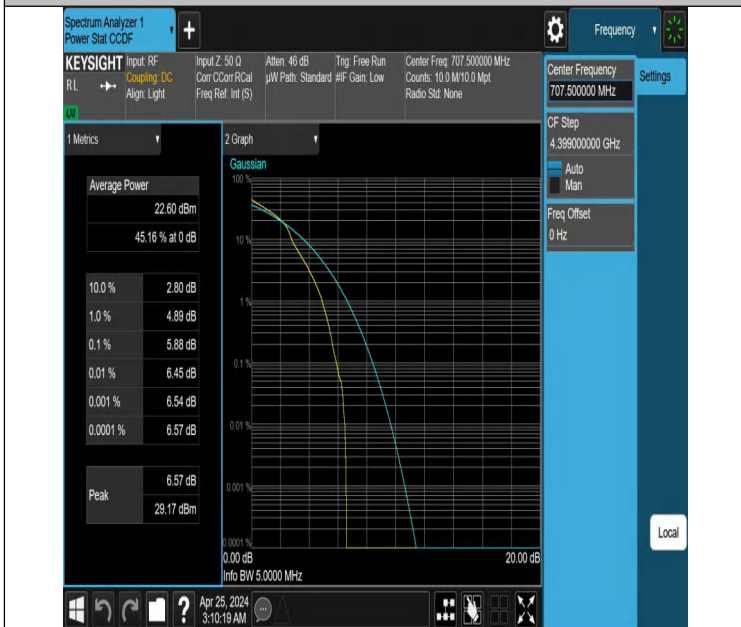 Spectrum Analyzer 1
Power Stat CCDF
+
Frequency
KEYSIGHT
RL
LXI
Input: RF
Coupling: DC
Align: Light
Input Z: 50 Ω
Corr CCorr RCal
Freq Ref: Int (S)
Atten: 46 dB
µW Path: Standard
Trig: Free Run
#IF Gain: Low
Center Freq: 707.500000 MHz
Counts: 10.0 M/10.0 Mpt
Radio Std: None
Center Frequency
707.500000 MHz
Settings
CF Step
4.399000000 GHz
Auto
Man
Freq Offset
0 Hz
1 Metrics
Average Power
22.60 dBm
45.16 % at 0 dB
10.0 % 2.80 dB
1.0 % 4.89 dB
0.1 % 5.88 dB
0.01 % 6.45 dB
0.001 % 6.54 dB
0.0001 % 6.57 dB
Peak
6.57 dB
29.17 dBm
2 Graph
Gaussian
100 %
10 %
1 %
0.1 %
0.01 %
0.001 %
0.0001 %
0.00 dB 20.00 dB
Info BW 5.0000 MHz
Local
?
Apr 25, 2024
3:10:19 AM